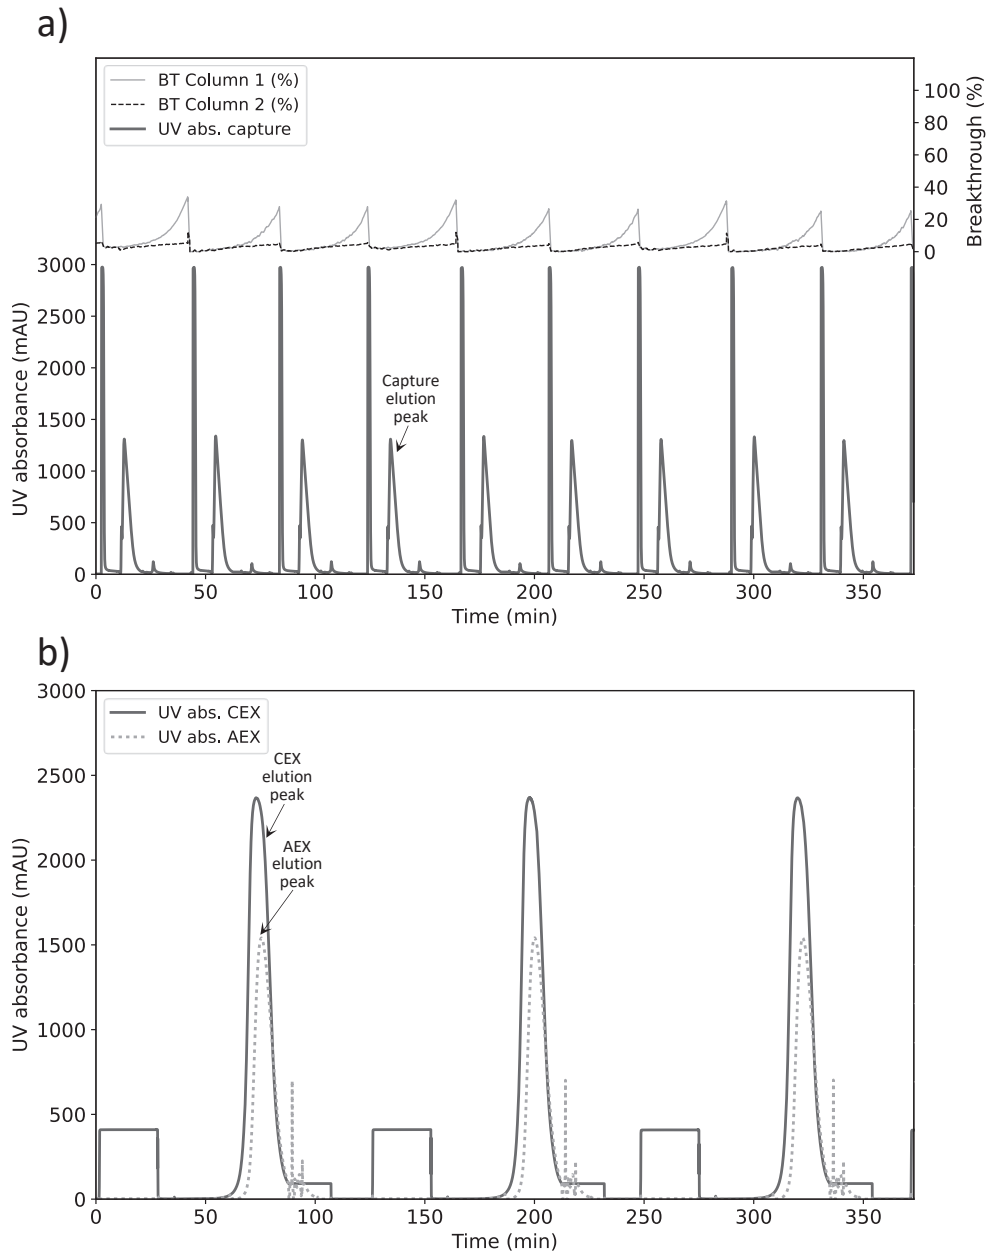 a)
BT Column 1 (%)
BT Column 2 (%)
UV abs. capture
100
80
60
40
20
0
Breakthrough (%)
3000
2500
2000
1500
1000
500
0
UV absorbance (mAU)
Capture
elution
peak
0 50 100 150 200 250 300 350
Time (min)
b)
UV abs. CEX
UV abs. AEX
3000
2500
2000
1500
1000
500
0
UV absorbance (mAU)
CEX
elution
peak
AEX
elution
peak
0 50 100 150 200 250 300 350
Time (min)